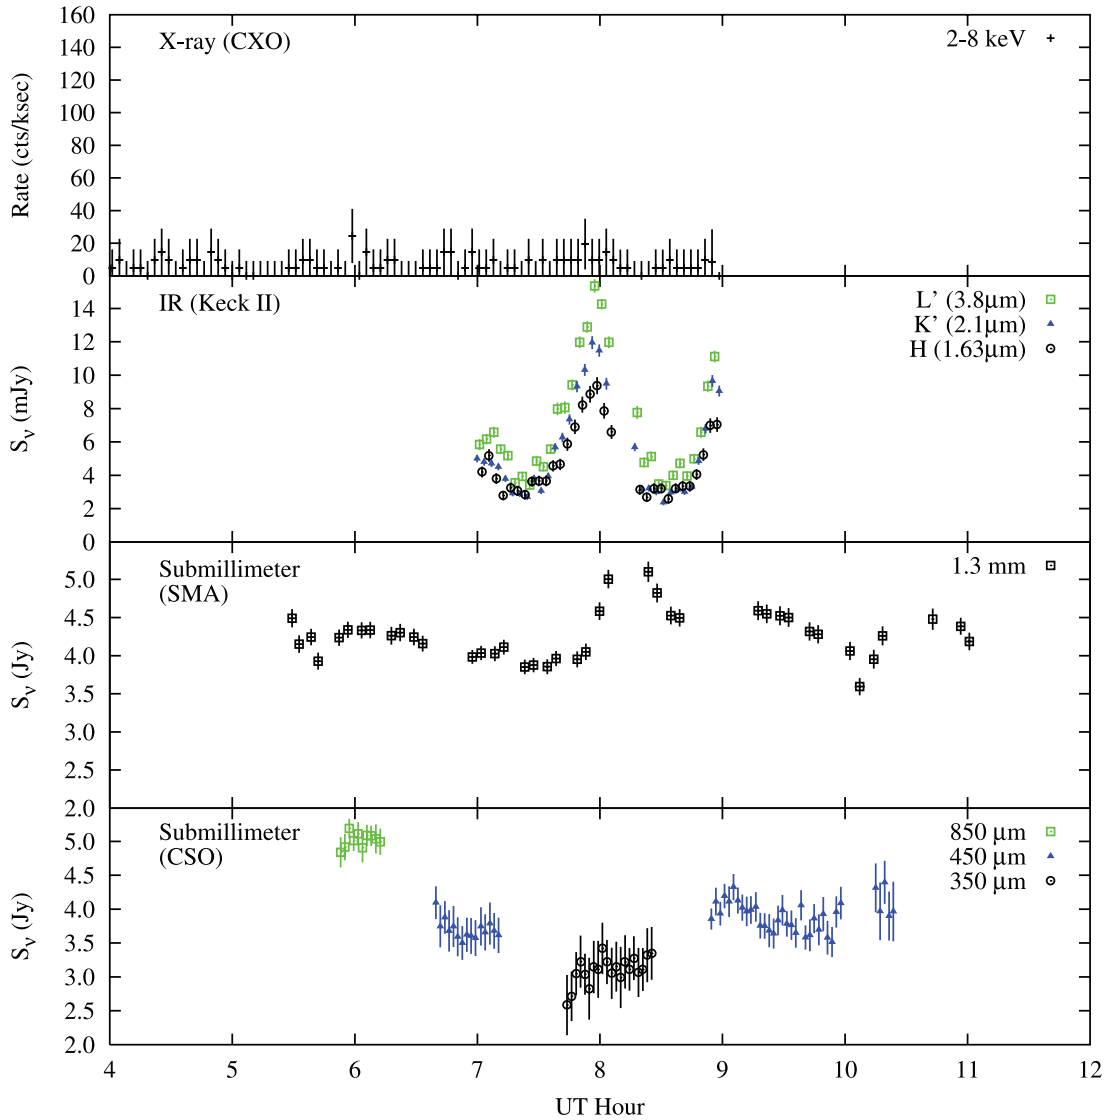 160
140
120
100
80
60
40
20
0
Rate (cts/ksec)
X-ray (CXO)
2-8 keV
14
12
10
8
6
4
2
0
S_ν (mJy)
IR (Keck II)
L' (3.8μm)
K' (2.1μm)
H (1.63μm)
5.0
4.5
4.0
3.5
3.0
2.5
2.0
S_ν (Jy)
Submillimeter
(SMA)
1.3 mm
5.0
4.5
4.0
3.5
3.0
2.5
2.0
S_ν (Jy)
Submillimeter
(CSO)
850 μm
450 μm
350 μm
4 5 6 7 8 9 10 11 12
UT Hour